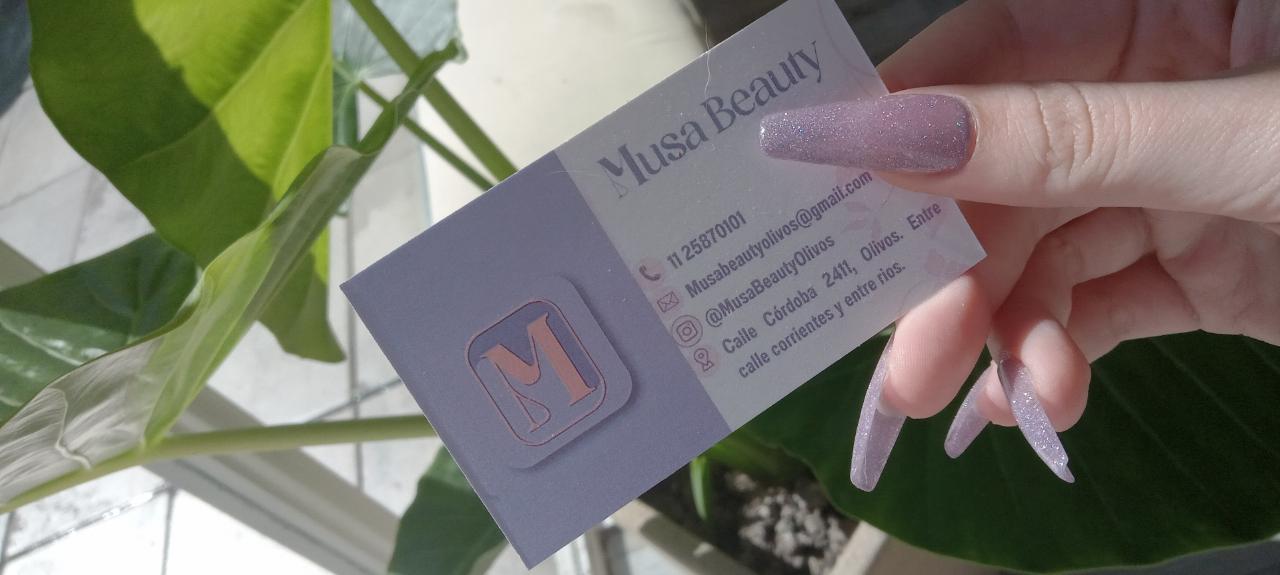 Musa Beauty
11 25870101
Musabeautyolivos@gmail.com
@MusaBeautyOlivos
Calle Córdoba 2411, Olivos. Entre
calle corrientes y entre rios.
M